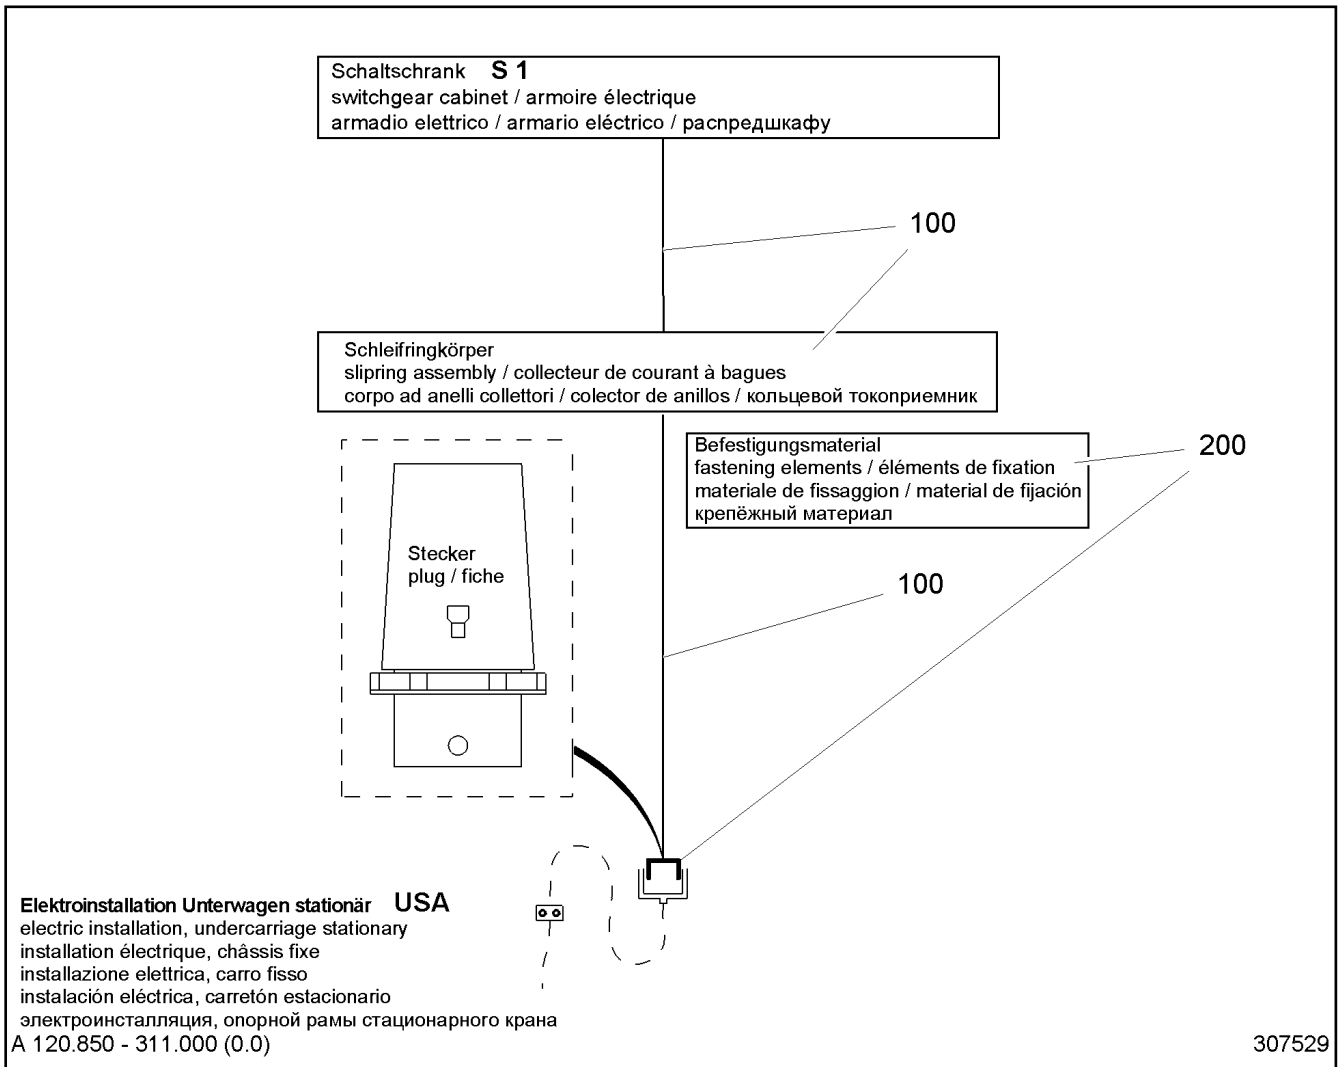 Schaltschrank S 1
switchgear cabinet / armoire électrique
armadio elettrico / armario eléctrico / распредшкафу
100
Schleifringkörper
slipring assembly / collecteur de courant à bagues
corpo ad anelli collettori / colector de anillos / кольцевой токоприемник
Befestigungsmaterial
fastening elements / éléments de fixation
materiale de fissaggion / material de fijación
крепёжный материал
200
Stecker
plug / fiche
100
Elektroinstallation Unterwagen stationär USA
electric installation, undercarriage stationary
installation électrique, châssis fixe
installazione elettrica, carro fisso
instalación eléctrica, carretón estacionario
электроинсталляция, опорной рамы стационарного крана
A 120.850 - 311.000 (0.0)
307529